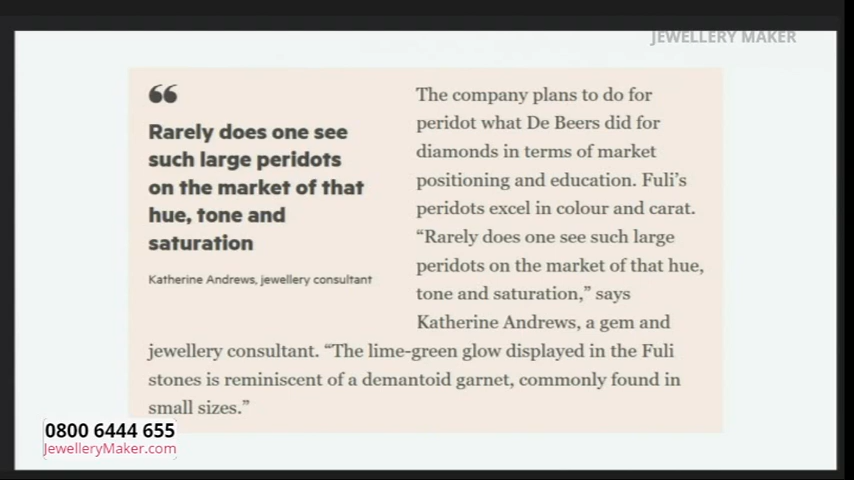 JEWELLERY MAKER
“
Rarely does one see
such large peridots
on the market of that
hue, tone and
saturation
Katherine Andrews, jewellery consultant
The company plans to do for
peridot what De Beers did for
diamonds in terms of market
positioning and education. Fuli’s
peridots excel in colour and carat.
“Rarely does one see such large
peridots on the market of that hue,
tone and saturation,” says
Katherine Andrews, a gem and
jewellery consultant. “The lime-green glow displayed in the Fuli
stones is reminiscent of a demantoid garnet, commonly found in
small sizes.”
0800 6444 655
JewelleryMaker.com